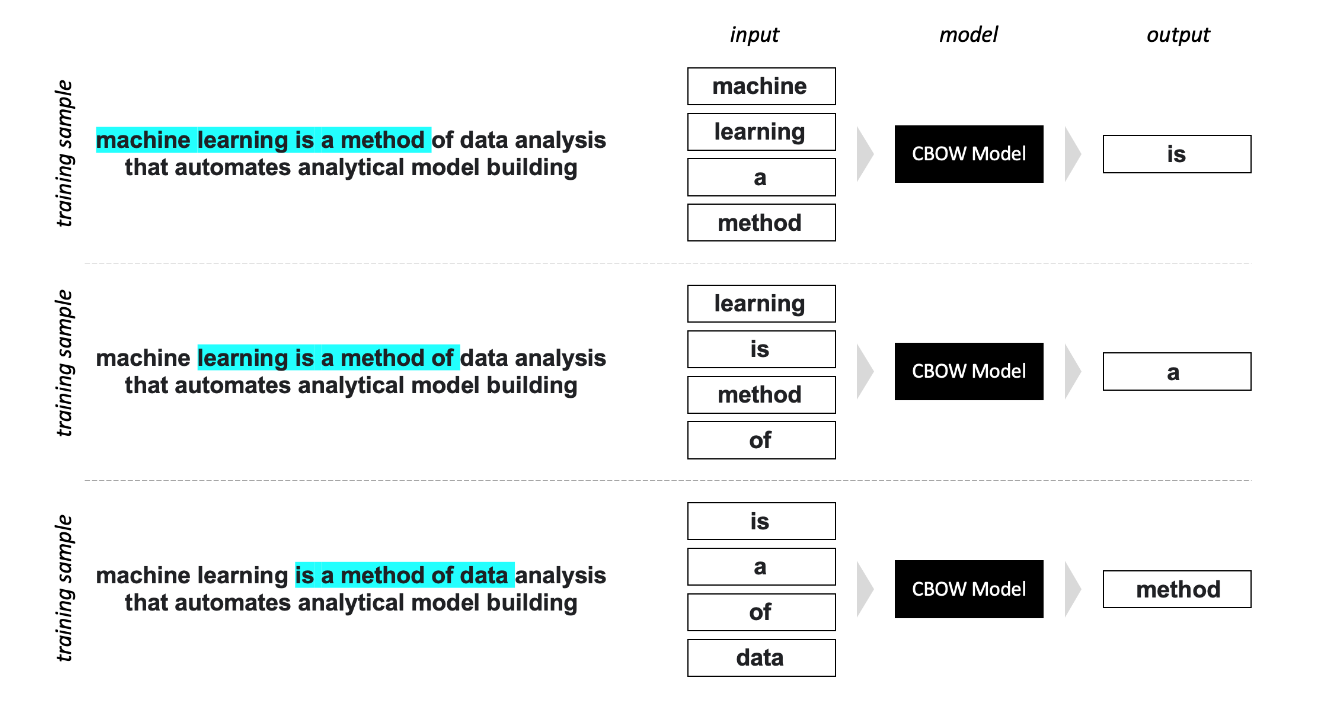 input
model
output
training sample
machine learning is a method of data analysis
that automates analytical model building
machine
learning
a
method
CBOW Model
is
training sample
machine learning is a method of data analysis
that automates analytical model building
learning
is
method
of
CBOW Model
a
training sample
machine learning is a method of data analysis
that automates analytical model building
is
a
of
data
CBOW Model
method